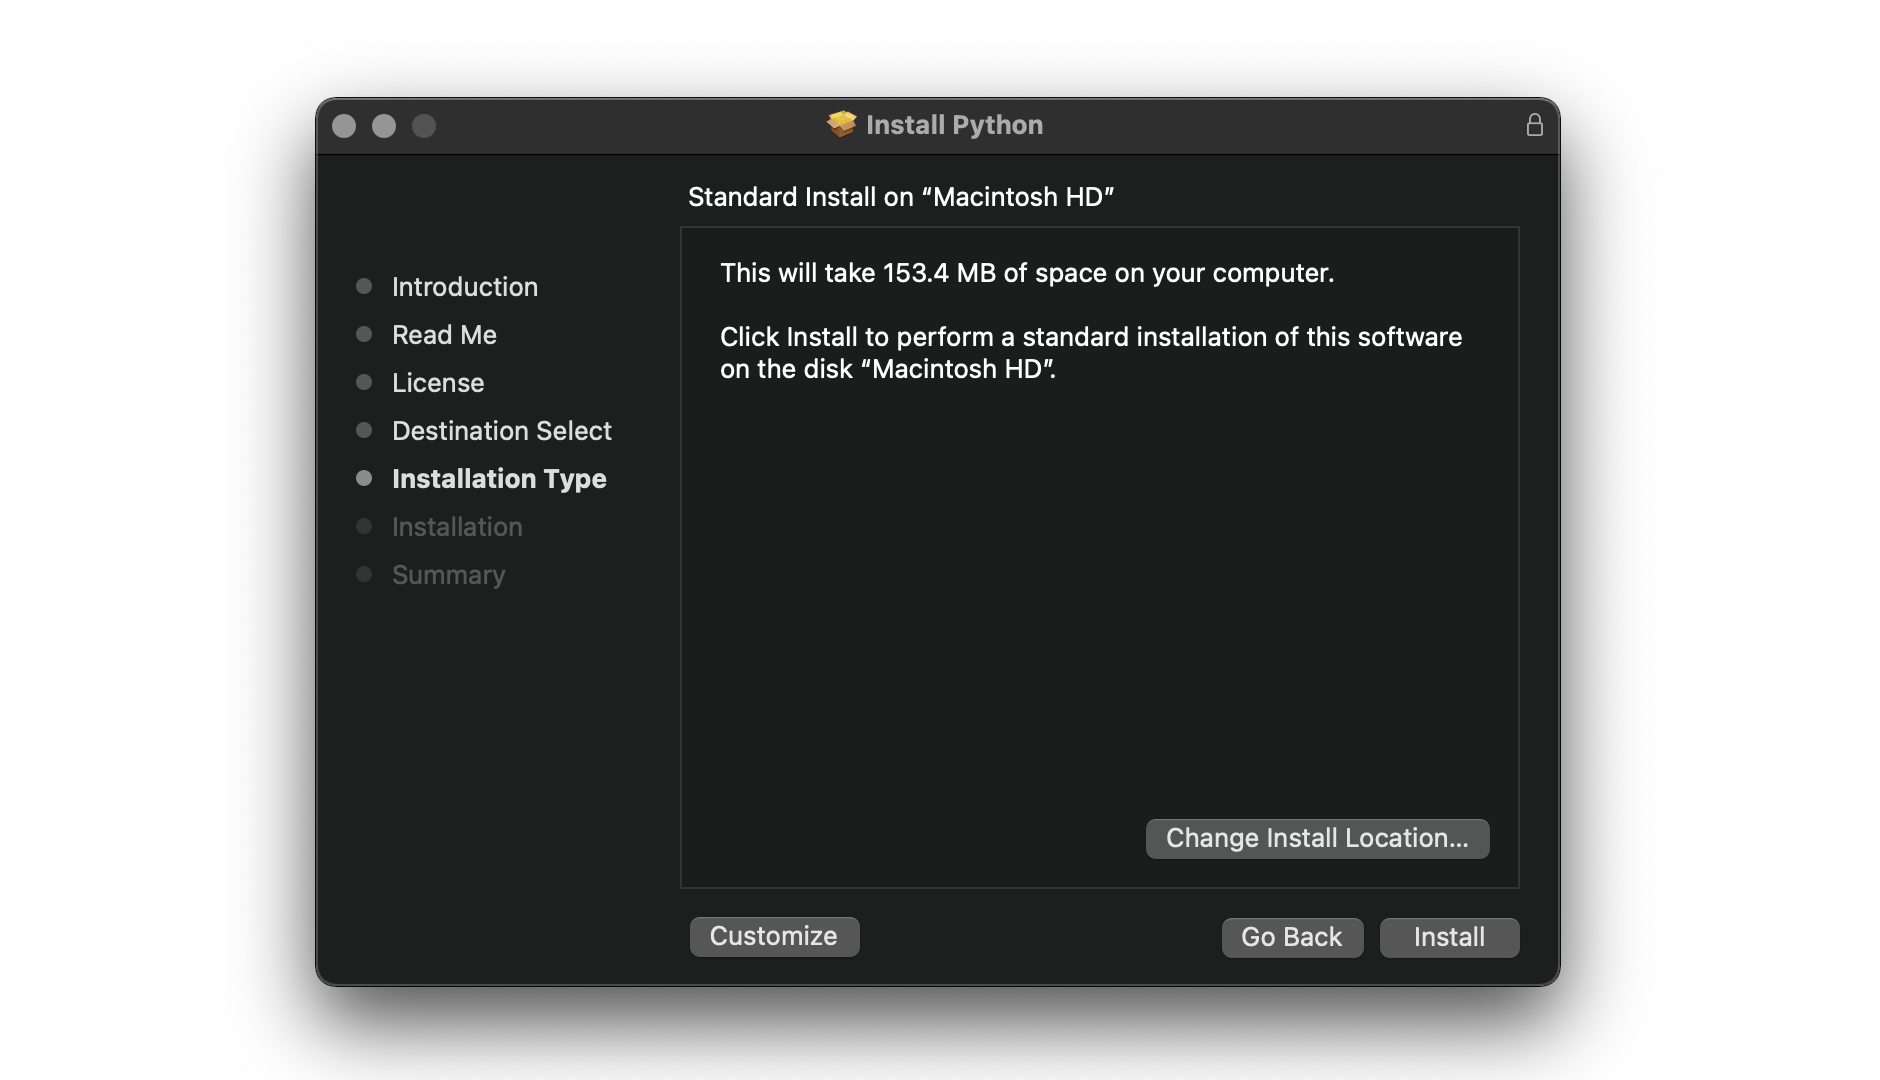 Install Python
Standard Install on “Macintosh HD”
Introduction
Read Me
License
Destination Select
Installation Type
Installation
Summary
This will take 153.4 MB of space on your computer.
Click Install to perform a standard installation of this software
on the disk “Macintosh HD”.
Change Install Location...
Customize
Go Back
Install